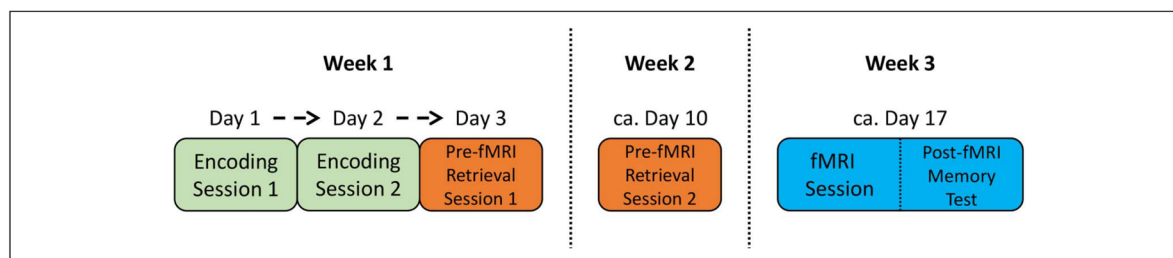 Week 1
Week 2
Week 3
Day 1 --> Day 2 --> Day 3
ca. Day 10
ca. Day 17
Encoding
Session 1
Encoding
Session 2
Pre-fMRI
Retrieval
Session 1
Pre-fMRI
Retrieval
Session 2
fMRI
Session
Post-fMRI
Memory
Test